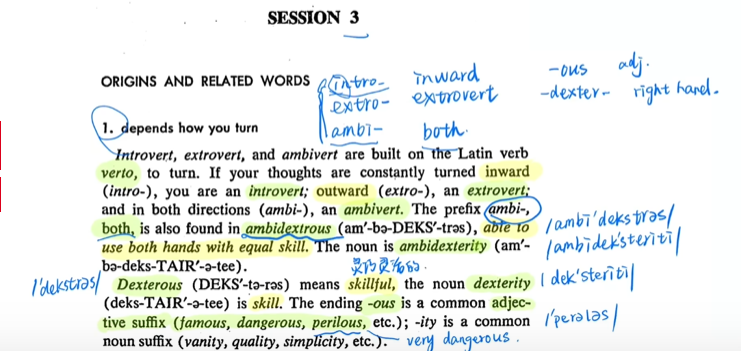 SESSION 3
ORIGINS AND RELATED WORDS
intro- inward
extro- extrovert
ambi- both.
-ous adj.
-dexter- right hand.
1. depends how you turn
Introvert, extrovert, and ambivert are built on the Latin verb
verto, to turn. If your thoughts are constantly turned inward
(intro-), you are an introvert; outward (extro-), an extrovert;
and in both directions (ambi-), an ambivert. The prefix ambi-,
both, is also found in ambidextrous (am′-bə-DEKS′-trəs), able to
use both hands with equal skill. The noun is ambidexterity (am′-
bə-deks-TAIR′-ə-tee).
/ambi'dekstrəs/
/ambidek'steriti/
灵巧灵活的.
/'dekstrəs/
Dexterous (DEKS′-tə-rəs) means skillful, the noun dexterity
(deks-TAIR′-ə-tee) is skill. The ending -ous is a common adjec-
tive suffix (famous, dangerous, perilous, etc.); -ity is a common
noun suffix (vanity, quality, simplicity, etc.).
/dek'steriti/
/'perələs/
very dangerous.